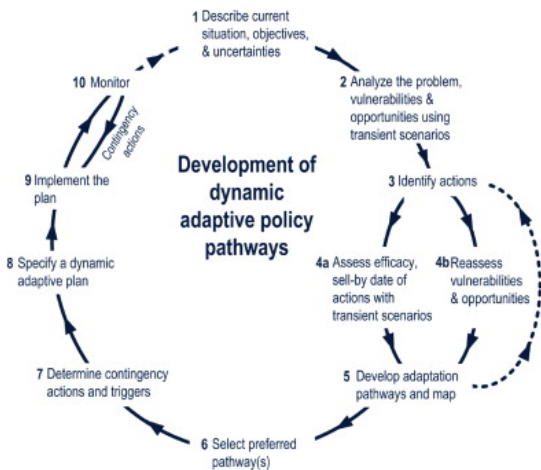 1 Describe current
situation, objectives,
& uncertainties
2 Analyze the problem,
vulnerabilities &
opportunities using
transient scenarios
3 Identify actions
4a Assess efficacy,
sell-by date of
actions with
transient scenarios
4b Reassess
vulnerabilities
& opportunities
5 Develop adaptation
pathways and map
6 Select preferred
pathway(s)
7 Determine contingency
actions and triggers
8 Specify a dynamic
adaptive plan
9 Implement the
plan
10 Monitor
Contingency
actions
Development of
dynamic
adaptive policy
pathways